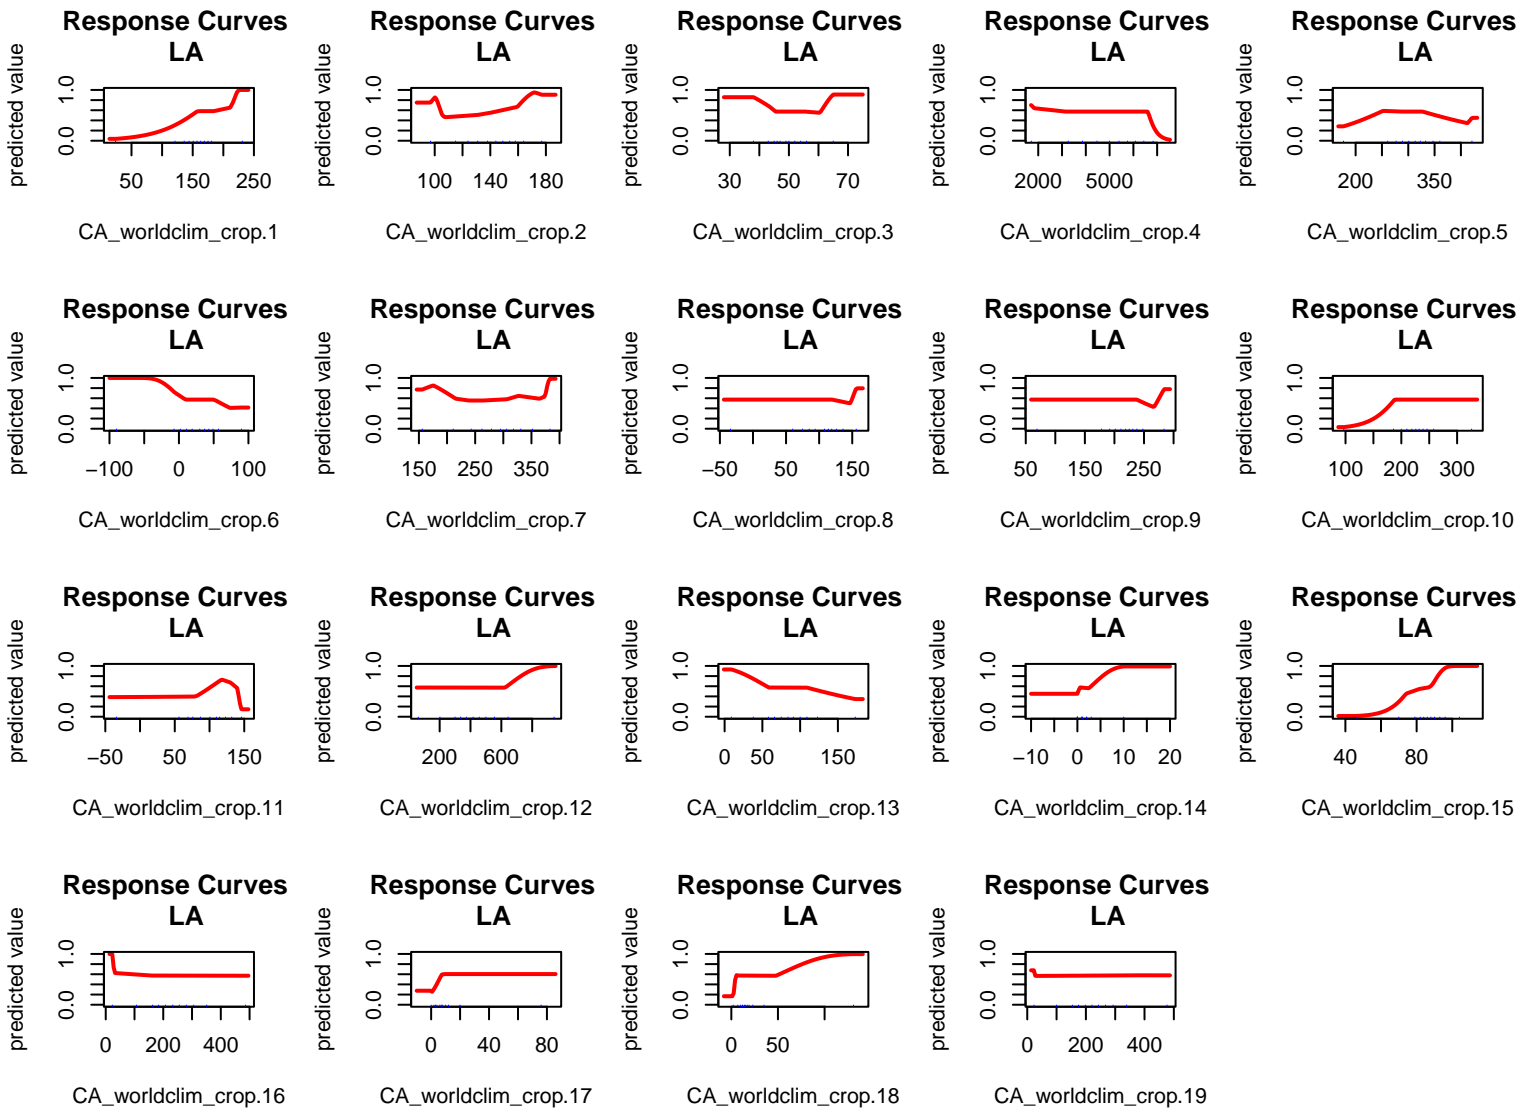 Response Curves
LA
predicted value
0.0 1.0
50 150 250
CA_worldclim_crop.1
Response Curves
LA
predicted value
0.0 1.0
100 140 180
CA_worldclim_crop.2
Response Curves
LA
predicted value
0.0 1.0
30 50 70
CA_worldclim_crop.3
Response Curves
LA
predicted value
0.0 1.0
2000 5000
CA_worldclim_crop.4
Response Curves
LA
predicted value
0.0 1.0
200 350
CA_worldclim_crop.5
Response Curves
LA
predicted value
0.0 1.0
−100 0 100
CA_worldclim_crop.6
Response Curves
LA
predicted value
0.0 1.0
150 250 350
CA_worldclim_crop.7
Response Curves
LA
predicted value
0.0 1.0
−50 50 150
CA_worldclim_crop.8
Response Curves
LA
predicted value
0.0 1.0
50 150 250
CA_worldclim_crop.9
Response Curves
LA
predicted value
0.0 1.0
100 200 300
CA_worldclim_crop.10
Response Curves
LA
predicted value
0.0 1.0
−50 50 150
CA_worldclim_crop.11
Response Curves
LA
predicted value
0.0 1.0
200 600
CA_worldclim_crop.12
Response Curves
LA
predicted value
0.0 1.0
0 50 150
CA_worldclim_crop.13
Response Curves
LA
predicted value
0.0 1.0
−10 0 10 20
CA_worldclim_crop.14
Response Curves
LA
predicted value
0.0 1.0
40 80
CA_worldclim_crop.15
Response Curves
LA
predicted value
0.0 1.0
0 200 400
CA_worldclim_crop.16
Response Curves
LA
predicted value
0.0 1.0
0 40 80
CA_worldclim_crop.17
Response Curves
LA
predicted value
0.0 1.0
0 50
CA_worldclim_crop.18
Response Curves
LA
predicted value
0.0 1.0
0 200 400
CA_worldclim_crop.19